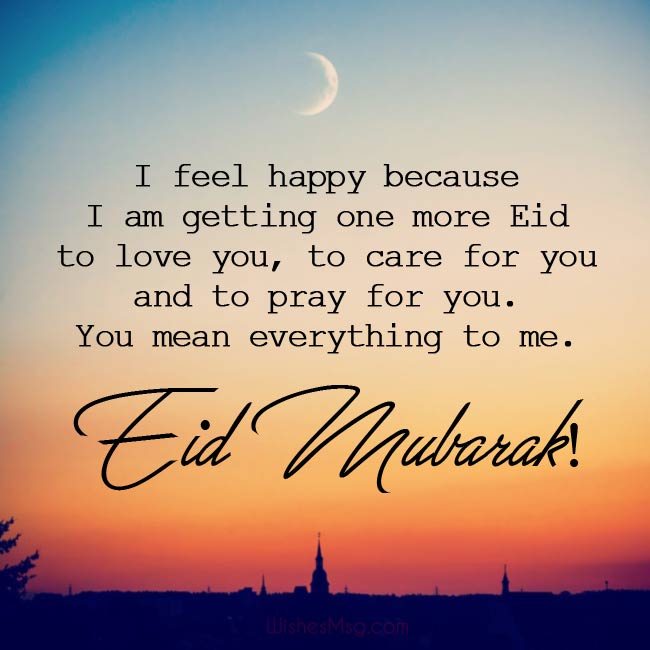 I feel happy because
I am getting one more Eid
to love you, to care for you
and to pray for you.
You mean everything to me.
Eid Mubarak!
WishesMsg.com